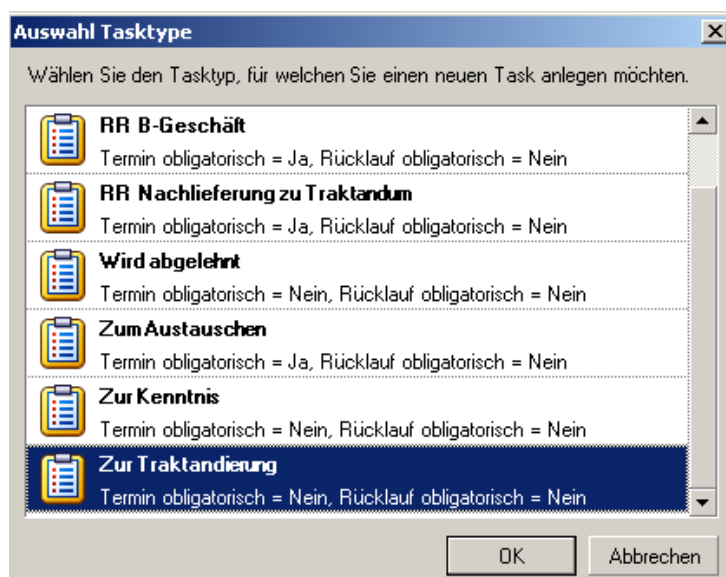 Auswahl Tasktype
Wählen Sie den Tasktyp, für welchen Sie einen neuen Task anlegen möchten.
RR B-Geschäft
Termin obligatorisch = Ja, Rücklauf obligatorisch = Nein
RR Nachlieferung zu Traktandum
Termin obligatorisch = Ja, Rücklauf obligatorisch = Nein
Wird abgelehnt
Termin obligatorisch = Nein, Rücklauf obligatorisch = Nein
Zum Austauschen
Termin obligatorisch = Ja, Rücklauf obligatorisch = Nein
Zur Kenntnis
Termin obligatorisch = Nein, Rücklauf obligatorisch = Nein
Zur Traktandierung
Termin obligatorisch = Nein, Rücklauf obligatorisch = Nein
OK Abbrechen